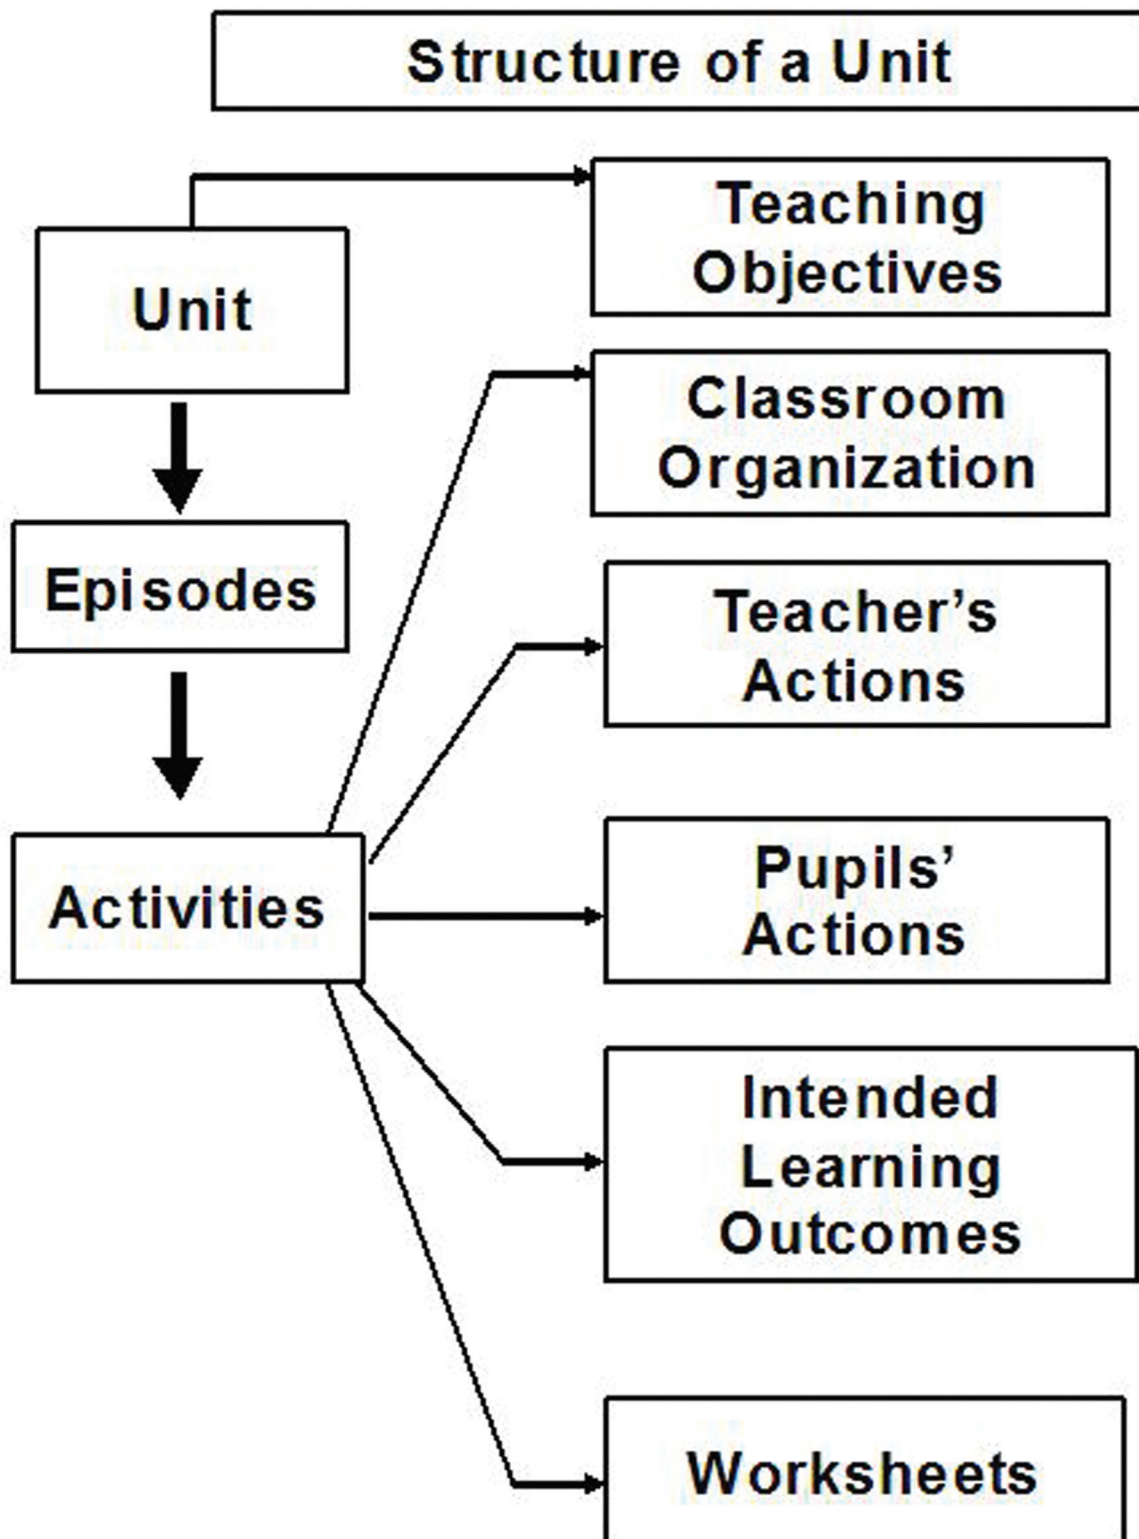 Structure of a Unit
Teaching
Objectives
Unit
Classroom
Organization
Episodes
Teacher’s
Actions
Activities
Pupils’
Actions
Intended
Learning
Outcomes
Worksheets